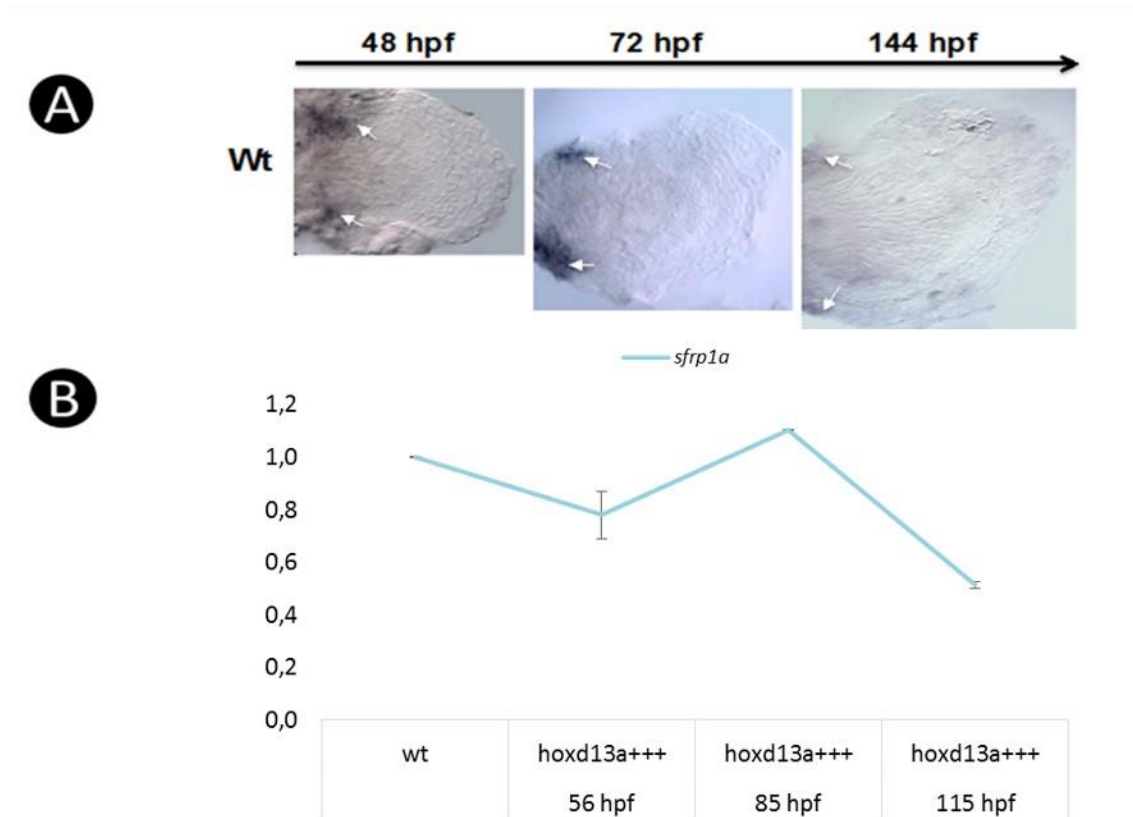 48 hpf 72 hpf 144 hpf
A
Wt
sfrp1a
B
1,2
1,0
0,8
0,6
0,4
0,2
0,0
wt hoxd13a+++ hoxd13a+++ hoxd13a+++
56 hpf 85 hpf 115 hpf